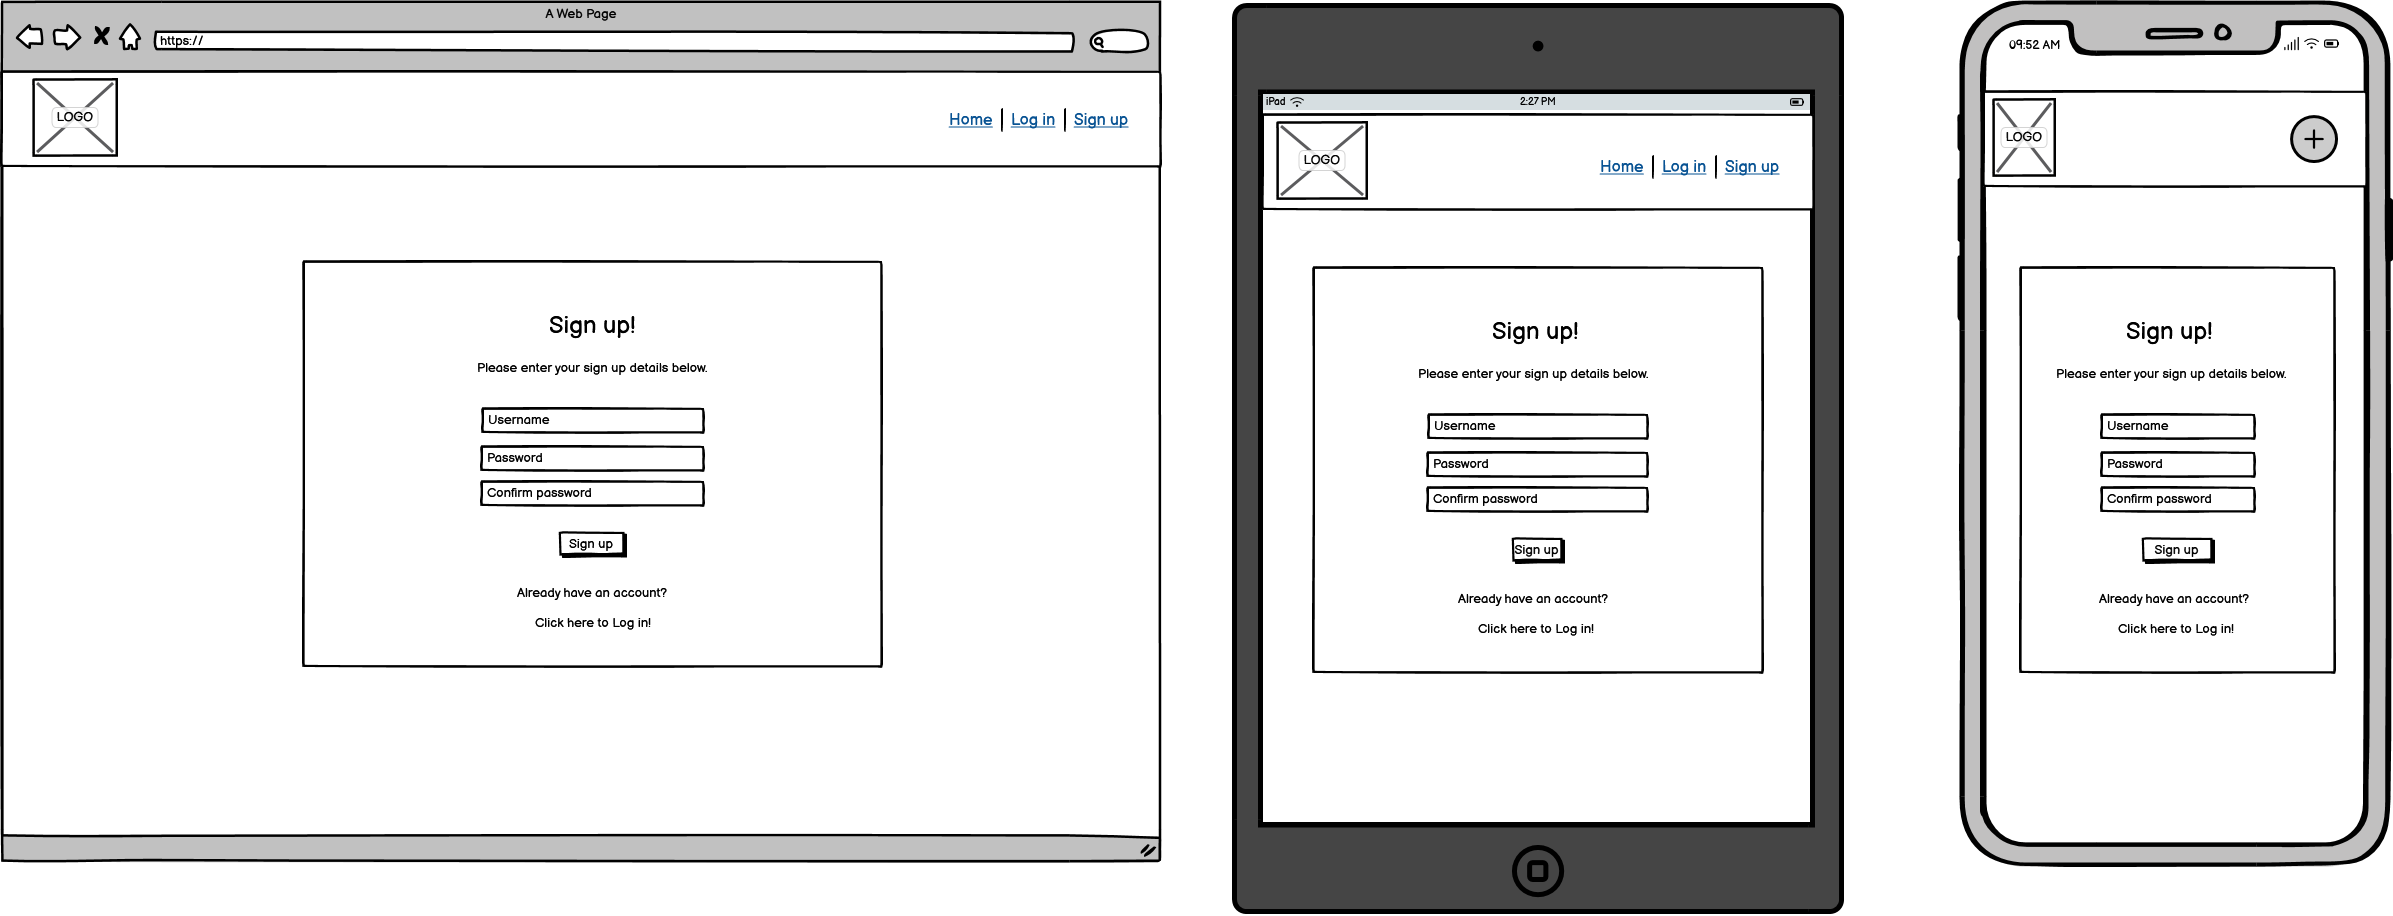 A Web Page
https://
LOGO
Home Log in Sign up
Sign up!
Please enter your sign up details below.
Username
Password
Confirm password
Sign up
Already have an account?
Click here to Log in!
iPad 2:27 PM
LOGO
Home Log in Sign up
Sign up!
Please enter your sign up details below.
Username
Password
Confirm password
Sign up
Already have an account?
Click here to Log in!
09:52 AM
LOGO
Sign up!
Please enter your sign up details below.
Username
Password
Confirm password
Sign up
Already have an account?
Click here to Log in!